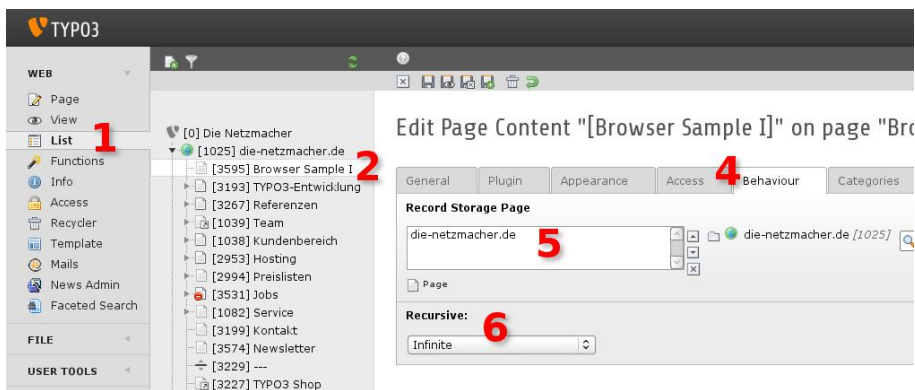 TYPO3
WEB
Page
View
List
Functions
Info
Access
Recycler
Template
Mails
News Admin
Faceted Search
FILE
USER TOOLS
1
[0] Die Netzmacher
[1025] die-netzmacher.de
[3595] Browser Sample I
[3193] TYPO3-Entwicklung
[3267] Referenzen
[1039] Team
[1038] Kundenbereich
[2953] Hosting
[2994] Preislisten
[3531] Jobs
[1082] Service
[3199] Kontakt
[3574] Newsletter
[3229] ---
[3227] TYPO3 Shop
2
Edit Page Content "[Browser Sample I]" on page "Bro
General Plugin Appearance Access 4 Behaviour Categories
Record Storage Page
die-netzmacher.de 5 die-netzmacher.de [1025]
Page
Recursive:
6
Infinite